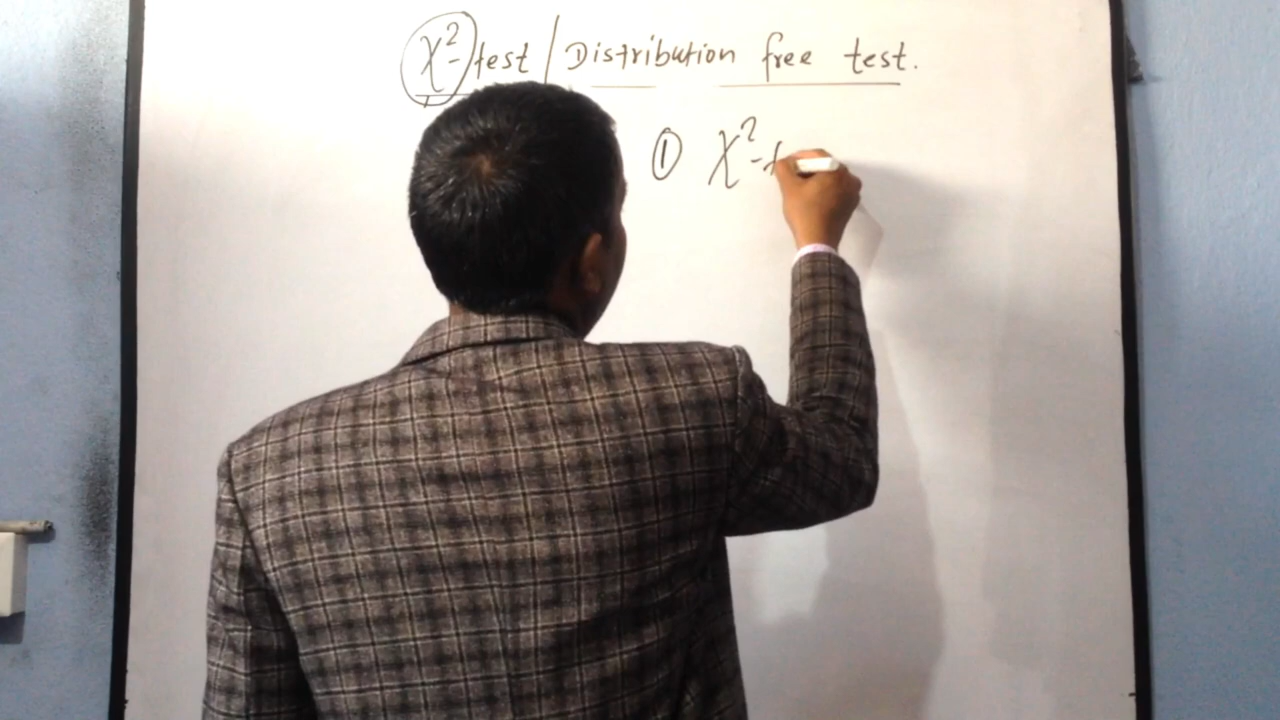 χ²-test / Distribution free test.
① χ²-t